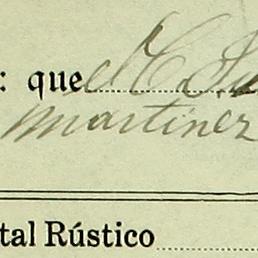 : que
martinez
tal Rústico